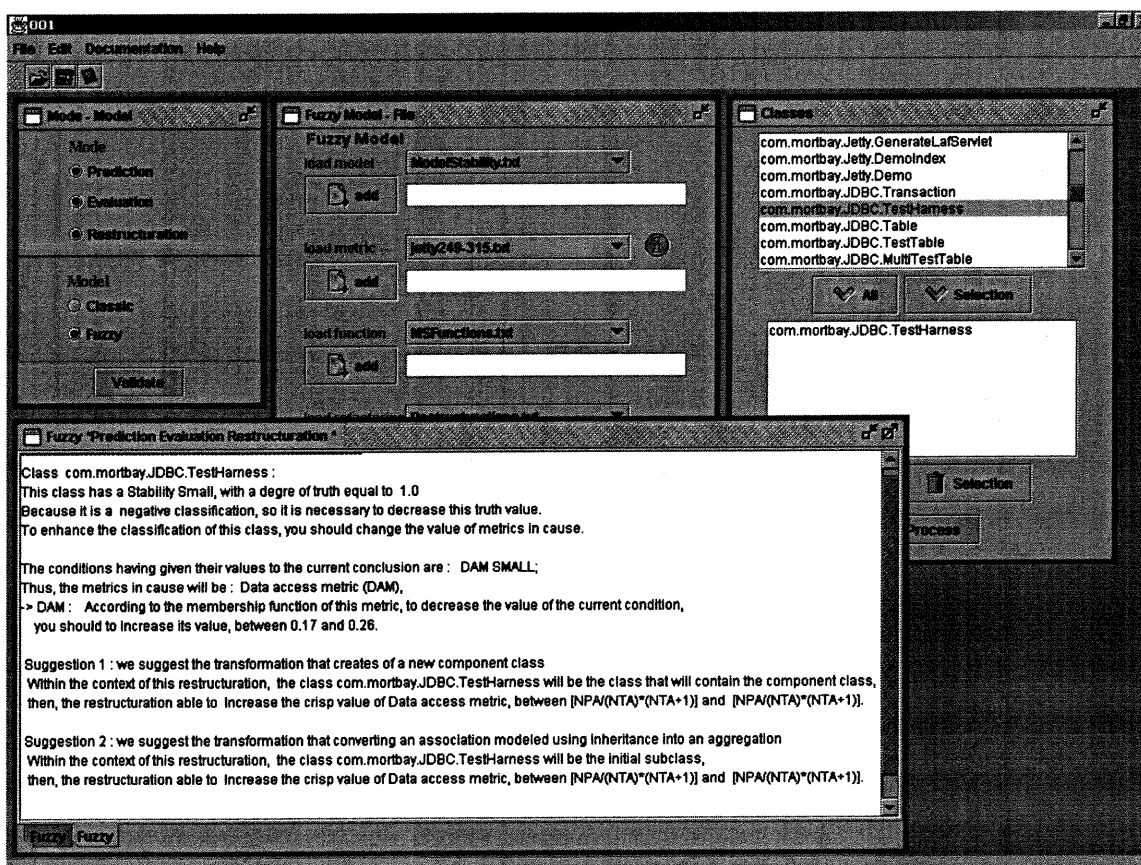 001
File Edit Documentation Help
Mode - Model
Mode
Prediction
Evaluation
Restructuration
Model
Classic
Fuzzy
Validate
Fuzzy Model - File
Fuzzy Model
load model ModelStability.txt
add
load metric jetty249-315.txt
add
load function MSFunctions.txt
add
Classes
com.mortbay.Jetty.GenerateLafServlet
com.mortbay.Jetty.DemoIndex
com.mortbay.Jetty.Demo
com.mortbay.JDBC.Transaction
com.mortbay.JDBC.TestHarness
com.mortbay.JDBC.Table
com.mortbay.JDBC.TestTable
com.mortbay.JDBC.MultiTestTable
All Selection
com.mortbay.JDBC.TestHarness
Selection
Process
Fuzzy "Prediction Evaluation Restructuration "
Class com.mortbay.JDBC.TestHarness :
This class has a Stability Small, with a degre of truth equal to 1.0
Because it is a negative classification, so it is necessary to decrease this truth value.
To enhance the classification of this class, you should change the value of metrics in cause.
The conditions having given their values to the current conclusion are : DAM SMALL;
Thus, the metrics in cause will be : Data access metric (DAM),
-> DAM : According to the membership function of this metric, to decrease the value of the current condition,
you should to increase its value, between 0.17 and 0.26.
Suggestion 1 : we suggest the transformation that creates of a new component class
Within the context of this restructuration, the class com.mortbay.JDBC.TestHarness will be the class that will contain the component class,
then, the restructuration able to Increase the crisp value of Data access metric, between [NPA/(NTA)*(NTA+1)] and [NPA/(NTA)*(NTA+1)].
Suggestion 2 : we suggest the transformation that converting an association modeled using inheritance into an aggregation
Within the context of this restructuration, the class com.mortbay.JDBC.TestHarness will be the initial subclass,
then, the restructuration able to Increase the crisp value of Data access metric, between [NPA/(NTA)*(NTA+1)] and [NPA/(NTA)*(NTA+1)].
Fuzzy Fuzzy